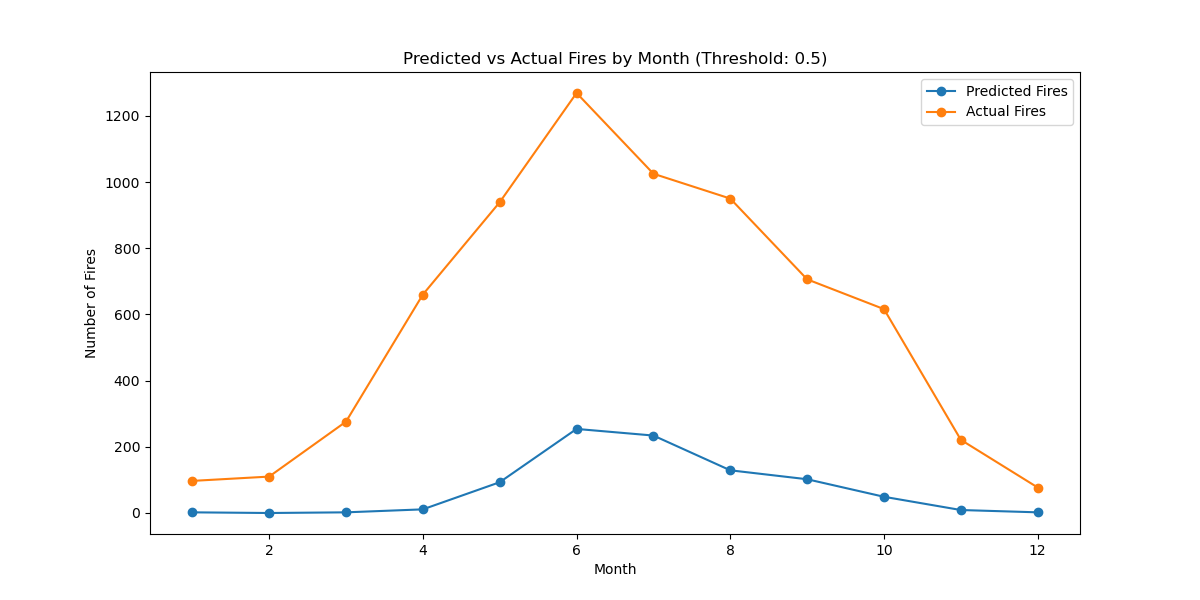 Predicted vs Actual Fires by Month (Threshold: 0.5)
Predicted Fires
Actual Fires
Number of Fires
1200
1000
800
600
400
200
0
2 4 6 8 10 12
Month